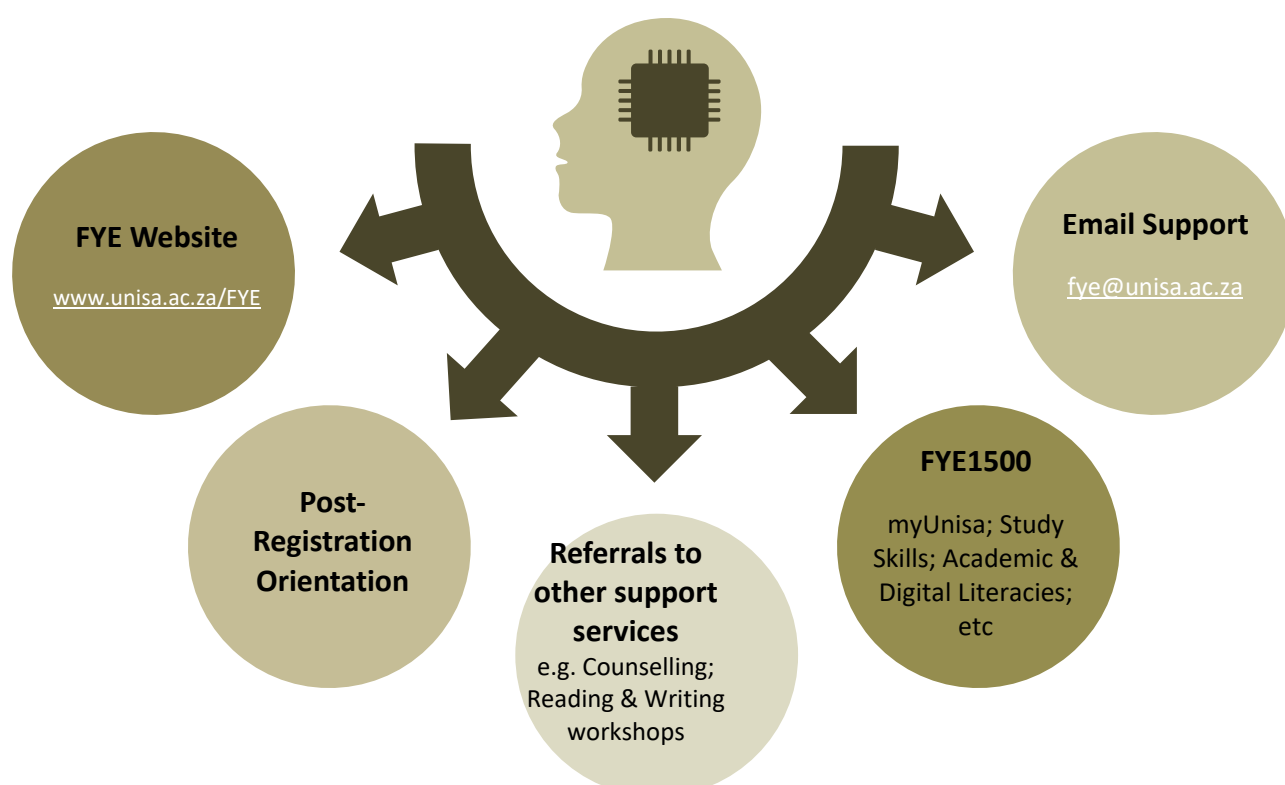 FYE Website
www.unisa.ac.za/FYE
Post-
Registration
Orientation
Referrals to
other support
services
e.g. Counselling;
Reading & Writing
workshops
FYE1500
myUnisa; Study
Skills; Academic &
Digital Literacies;
etc
Email Support
fye@unisa.ac.za